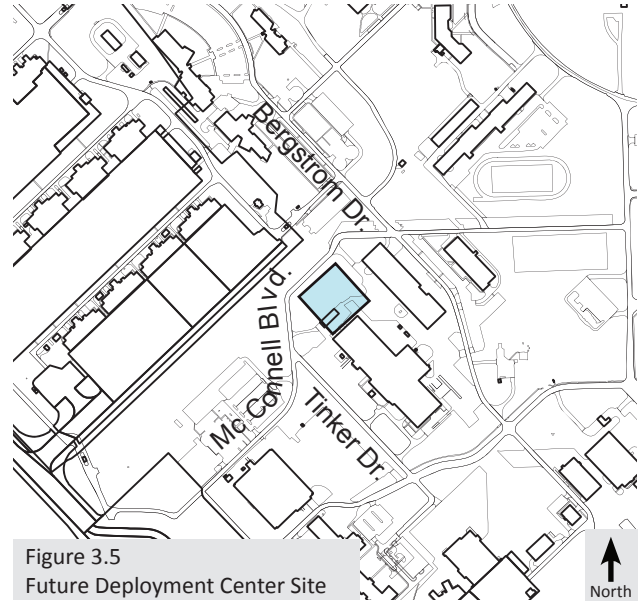 Bergstrom Dr.
Mc Connell Blvd.
Tinker Dr.
Figure 3.5
Future Deployment Center Site
North